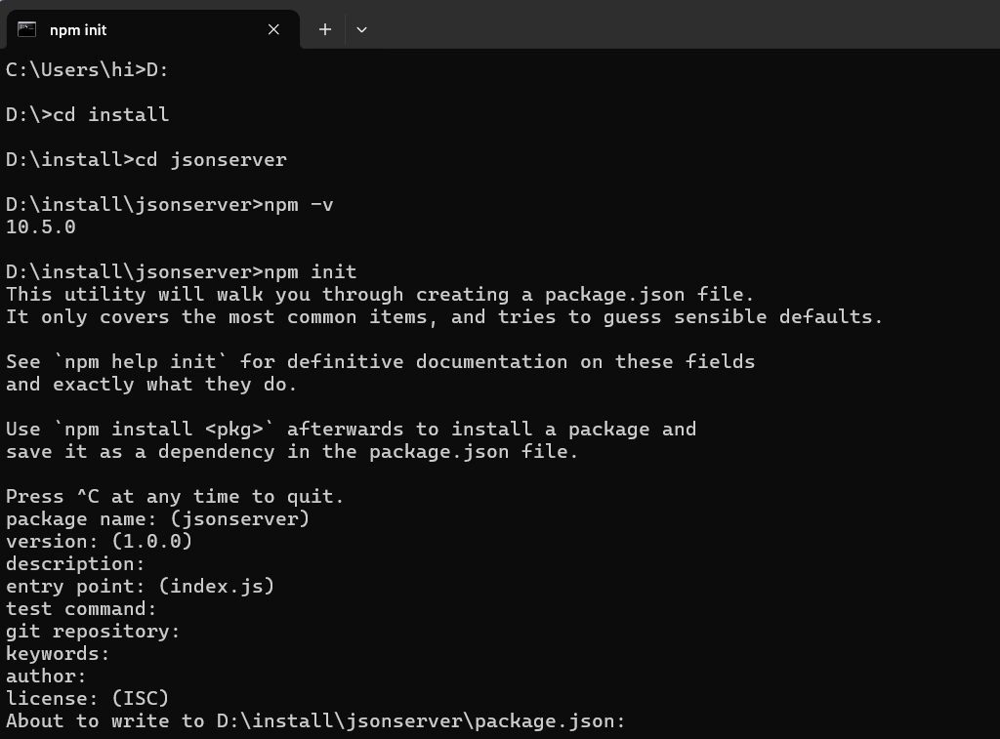 npm init
C:\Users\hi>D:
D:\>cd install
D:\install>cd jsonserver
D:\install\jsonserver>npm -v
10.5.0
D:\install\jsonserver>npm init
This utility will walk you through creating a package.json file.
It only covers the most common items, and tries to guess sensible defaults.
See `npm help init` for definitive documentation on these fields
and exactly what they do.
Use `npm install <pkg>` afterwards to install a package and
save it as a dependency in the package.json file.
Press ^C at any time to quit.
package name: (jsonserver)
version: (1.0.0)
description:
entry point: (index.js)
test command:
git repository:
keywords:
author:
license: (ISC)
About to write to D:\install\jsonserver\package.json: